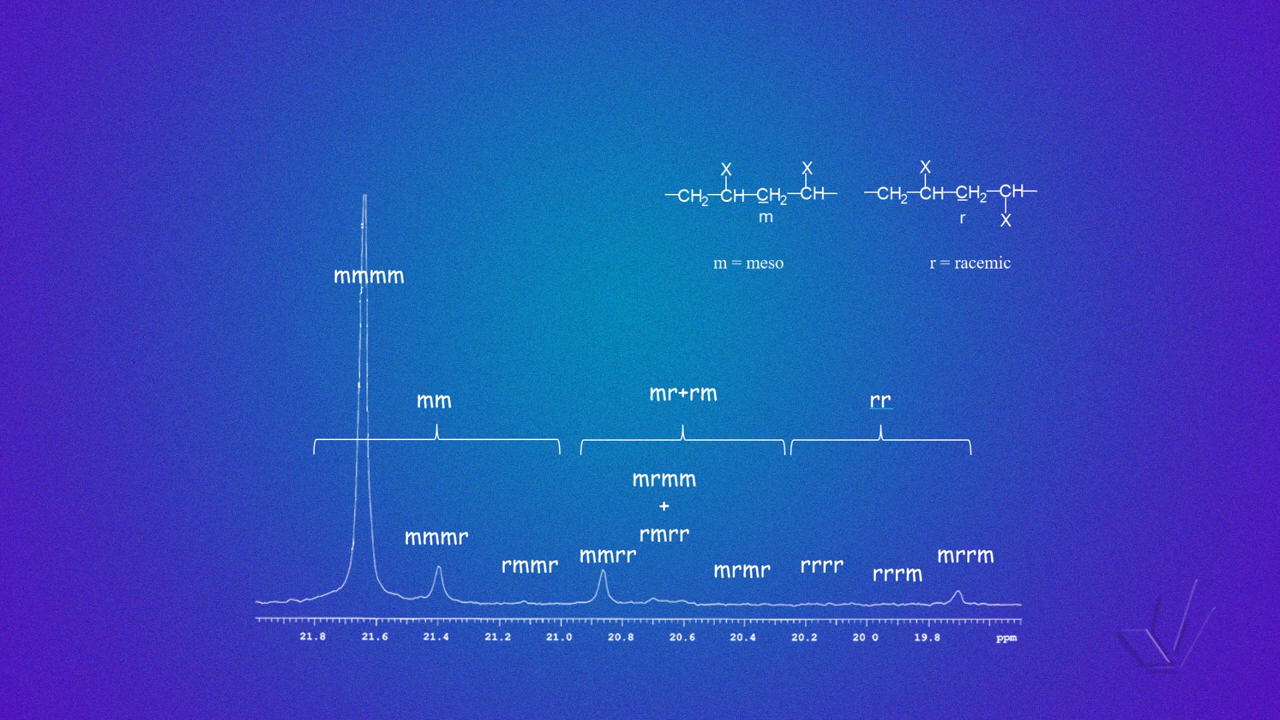 X X X
—CH2—CH—CH2—CH— —CH2—CH—CH2—CH—
m r X
m = meso r = racemic
mmmm
mm mr+rm rr
mrmm
+
rmrr
mmmr rmmr mmrr mrmr rrrr rrrm mrrm
21.8 21.6 21.4 21.2 21.0 20.8 20.6 20.4 20.2 20 0 19.8 ppm